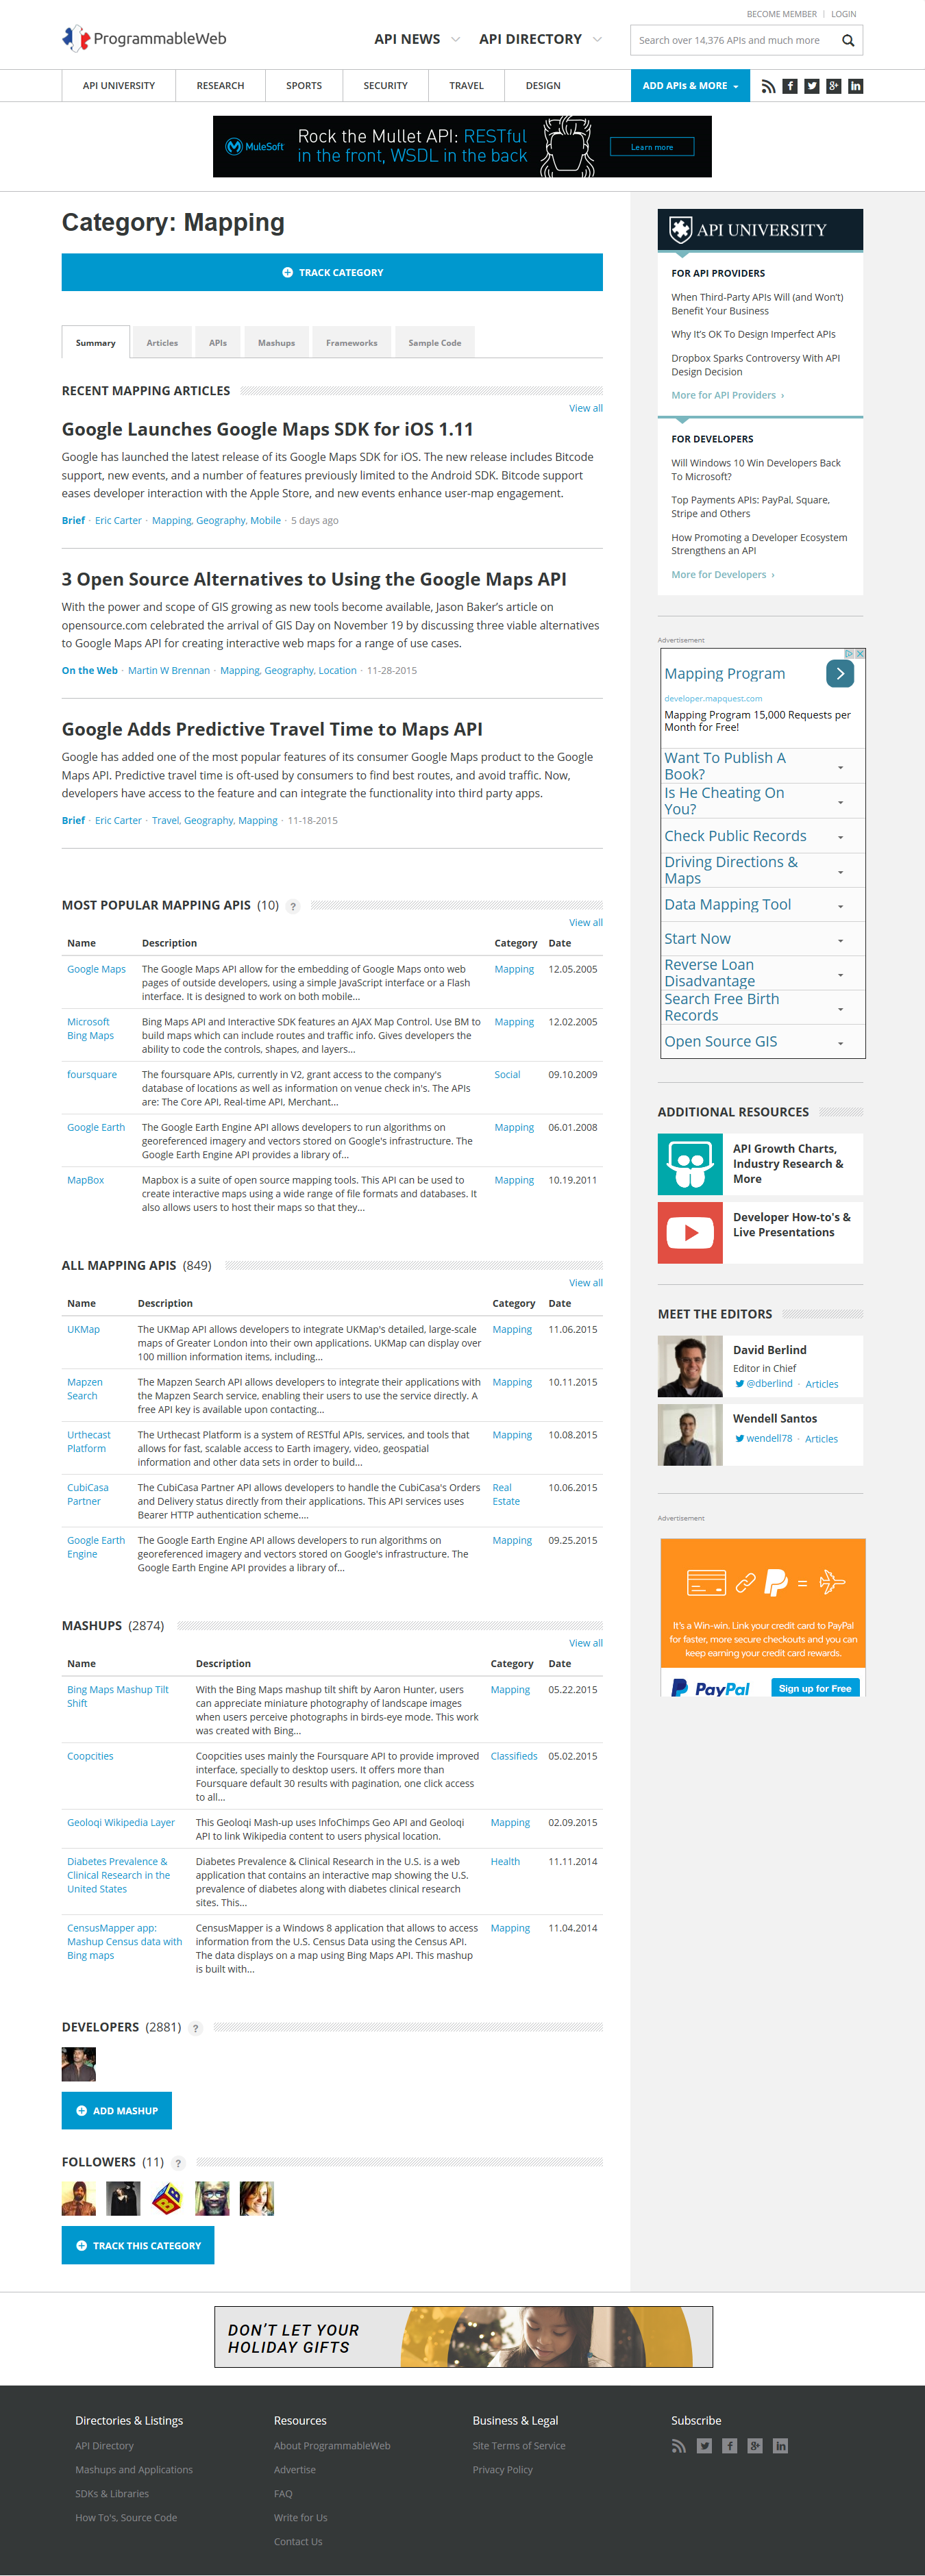 BECOME MEMBER | LOGIN
ProgrammableWeb
API NEWS
API DIRECTORY
Search over 14,376 APIs and much more
API UNIVERSITY
RESEARCH
SPORTS
SECURITY
TRAVEL
DESIGN
ADD APIs & MORE
MuleSoft
Rock the Mullet API: RESTful
in the front, WSDL in the back
Learn more
Category: Mapping
TRACK CATEGORY
Summary
Articles
APIs
Mashups
Frameworks
Sample Code
RECENT MAPPING ARTICLES
View all
Google Launches Google Maps SDK for iOS 1.11
Google has launched the latest release of its Google Maps SDK for iOS. The new release includes Bitcode
support, new events, and a number of features previously limited to the Android SDK. Bitcode support
eases developer interaction with the Apple Store, and new events enhance user-map engagement.
Brief · Eric Carter · Mapping, Geography, Mobile · 5 days ago
3 Open Source Alternatives to Using the Google Maps API
With the power and scope of GIS growing as new tools become available, Jason Baker’s article on
opensource.com celebrated the arrival of GIS Day on November 19 by discussing three viable alternatives
to Google Maps API for creating interactive web maps for a range of use cases.
On the Web · Martin W Brennan · Mapping, Geography, Location · 11-28-2015
Google Adds Predictive Travel Time to Maps API
Google has added one of the most popular features of its consumer Google Maps product to the Google
Maps API. Predictive travel time is oft-used by consumers to find best routes, and avoid traffic. Now,
developers have access to the feature and can integrate the functionality into third party apps.
Brief · Eric Carter · Travel, Geography, Mapping · 11-18-2015
MOST POPULAR MAPPING APIS (10) ?
View all
Name Description Category Date
Google Maps The Google Maps API allow for the embedding of Google Maps onto web Mapping 12.05.2005
pages of outside developers, using a simple JavaScript interface or a Flash
interface. It is designed to work on both mobile...
Microsoft Bing Maps API and Interactive SDK features an AJAX Map Control. Use BM to Mapping 12.02.2005
Bing Maps build maps which can include routes and traffic info. Gives developers the
ability to code the controls, shapes, and layers...
foursquare The foursquare APIs, currently in V2, grant access to the company's Social 09.10.2009
database of locations as well as information on venue check in's. The APIs
are: The Core API, Real-time API, Merchant...
Google Earth The Google Earth Engine API allows developers to run algorithms on Mapping 06.01.2008
georeferenced imagery and vectors stored on Google's infrastructure. The
Google Earth Engine API provides a library of...
MapBox Mapbox is a suite of open source mapping tools. This API can be used to Mapping 10.19.2011
create interactive maps using a wide range of file formats and databases. It
also allows users to host their maps so that they...
ALL MAPPING APIS (849)
View all
Name Description Category Date
UKMap The UKMap API allows developers to integrate UKMap's detailed, large-scale Mapping 11.06.2015
maps of Greater London into their own applications. UKMap can display over
100 million information items, including...
Mapzen The Mapzen Search API allows developers to integrate their applications with Mapping 10.11.2015
Search the Mapzen Search service, enabling their users to use the service directly. A
free API key is available upon contacting...
Urthecast The Urthecast Platform is a system of RESTful APIs, services, and tools that Mapping 10.08.2015
Platform allows for fast, scalable access to Earth imagery, video, geospatial
information and other data sets in order to build...
CubiCasa The CubiCasa Partner API allows developers to handle the CubiCasa's Orders Real 10.06.2015
Partner and Delivery status directly from their applications. This API services uses Estate
Bearer HTTP authentication scheme....
Google Earth The Google Earth Engine API allows developers to run algorithms on Mapping 09.25.2015
Engine georeferenced imagery and vectors stored on Google's infrastructure. The
Google Earth Engine API provides a library of...
MASHUPS (2874)
View all
Name Description Category Date
Bing Maps Mashup Tilt With the Bing Maps mashup tilt shift by Aaron Hunter, users Mapping 05.22.2015
Shift can appreciate miniature photography of landscape images
when users perceive photographs in birds-eye mode. This work
was created with Bing...
Coopcities Coopcities uses mainly the Foursquare API to provide improved Classifieds 05.02.2015
interface, specially to desktop users. It offers more than
Foursquare default 30 results with pagination, one click access
to all...
Geoloqi Wikipedia Layer This Geoloqi Mash-up uses InfoChimps Geo API and Geoloqi Mapping 02.09.2015
API to link Wikipedia content to users physical location.
Diabetes Prevalence & Diabetes Prevalence & Clinical Research in the U.S. is a web Health 11.11.2014
Clinical Research in the application that contains an interactive map showing the U.S.
United States prevalence of diabetes along with diabetes clinical research
sites. This...
CensusMapper app: CensusMapper is a Windows 8 application that allows to access Mapping 11.04.2014
Mashup Census data with information from the U.S. Census Data using the Census API.
Bing maps The data displays on a map using Bing Maps API. This mashup
is built with...
DEVELOPERS (2881) ?
ADD MASHUP
FOLLOWERS (11) ?
TRACK THIS CATEGORY
API UNIVERSITY
FOR API PROVIDERS
When Third-Party APIs Will (and Won’t)
Benefit Your Business
Why It’s OK To Design Imperfect APIs
Dropbox Sparks Controversy With API
Design Decision
More for API Providers ›
FOR DEVELOPERS
Will Windows 10 Win Developers Back
To Microsoft?
Top Payments APIs: PayPal, Square,
Stripe and Others
How Promoting a Developer Ecosystem
Strengthens an API
More for Developers ›
Advertisement
Mapping Program
developer.mapquest.com
Mapping Program 15,000 Requests per
Month for Free!
Want To Publish A
Book?
Is He Cheating On
You?
Check Public Records
Driving Directions &
Maps
Data Mapping Tool
Start Now
Reverse Loan
Disadvantage
Search Free Birth
Records
Open Source GIS
ADDITIONAL RESOURCES
API Growth Charts,
Industry Research &
More
Developer How-to's &
Live Presentations
MEET THE EDITORS
David Berlind
Editor in Chief
@dberlind · Articles
Wendell Santos
wendell78 · Articles
Advertisement
It's a Win-win. Link your credit card to PayPal
for faster, more secure checkouts and you can
keep earning your credit card rewards.
PayPal
Sign up for Free
DON'T LET YOUR
HOLIDAY GIFTS
Directories & Listings
API Directory
Mashups and Applications
SDKs & Libraries
How To's, Source Code
Resources
About ProgrammableWeb
Advertise
FAQ
Write for Us
Contact Us
Business & Legal
Site Terms of Service
Privacy Policy
Subscribe